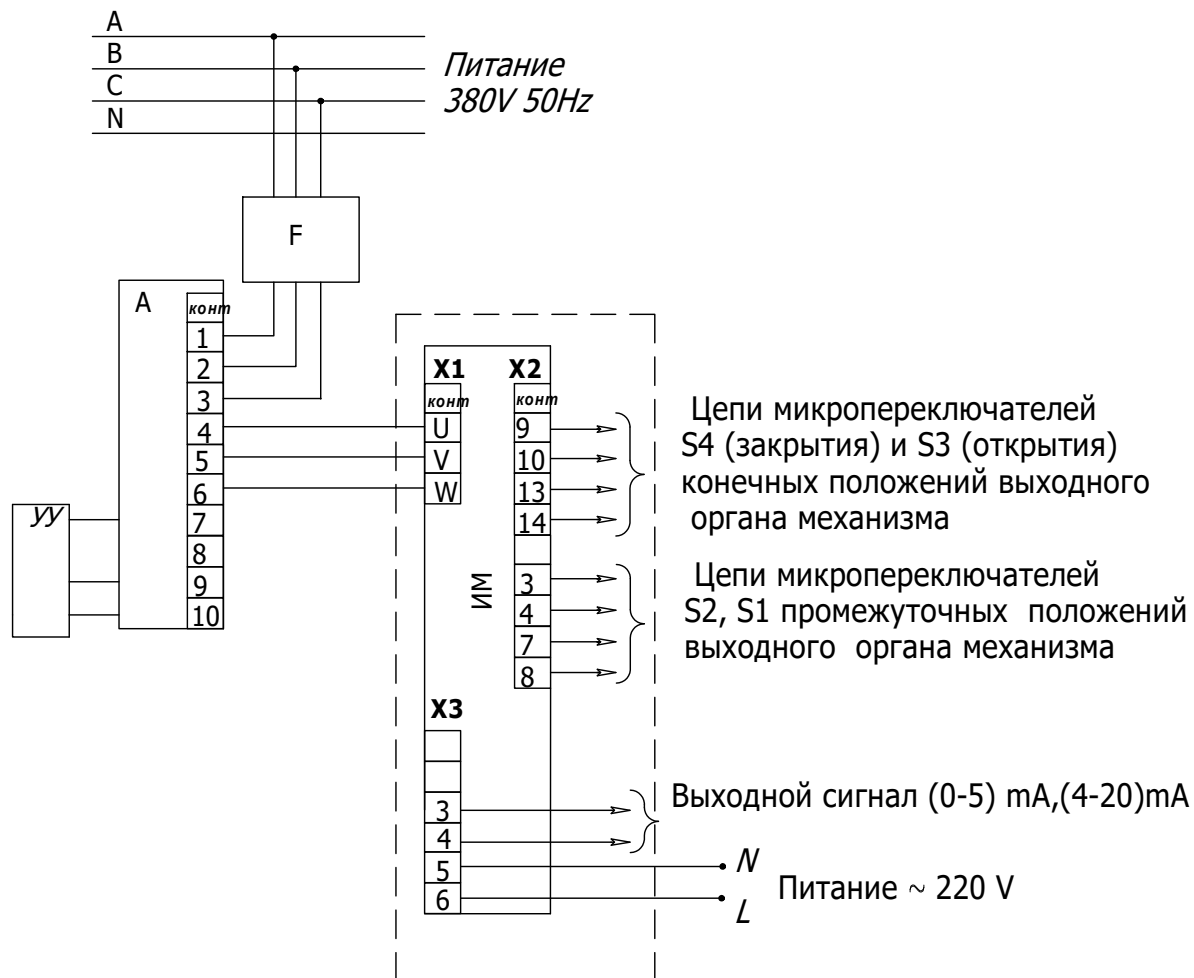 A
B
C
N
Питание
380V 50Hz
F
A
конт
1
2
3
4
5
6
7
8
9
10
УУ
X1
конт
U
V
W
X2
конт
9
10
13
14
3
4
7
8
ИМ
X3
3
4
5
6
Цепи микропереключателей
S4 (закрытия) и S3 (открытия)
конечных положений выходного
органа механизма
Цепи микропереключателей
S2, S1 промежуточных положений
выходного органа механизма
Выходной сигнал (0-5) mA,(4-20)mA
N
Питание ~ 220 V
L